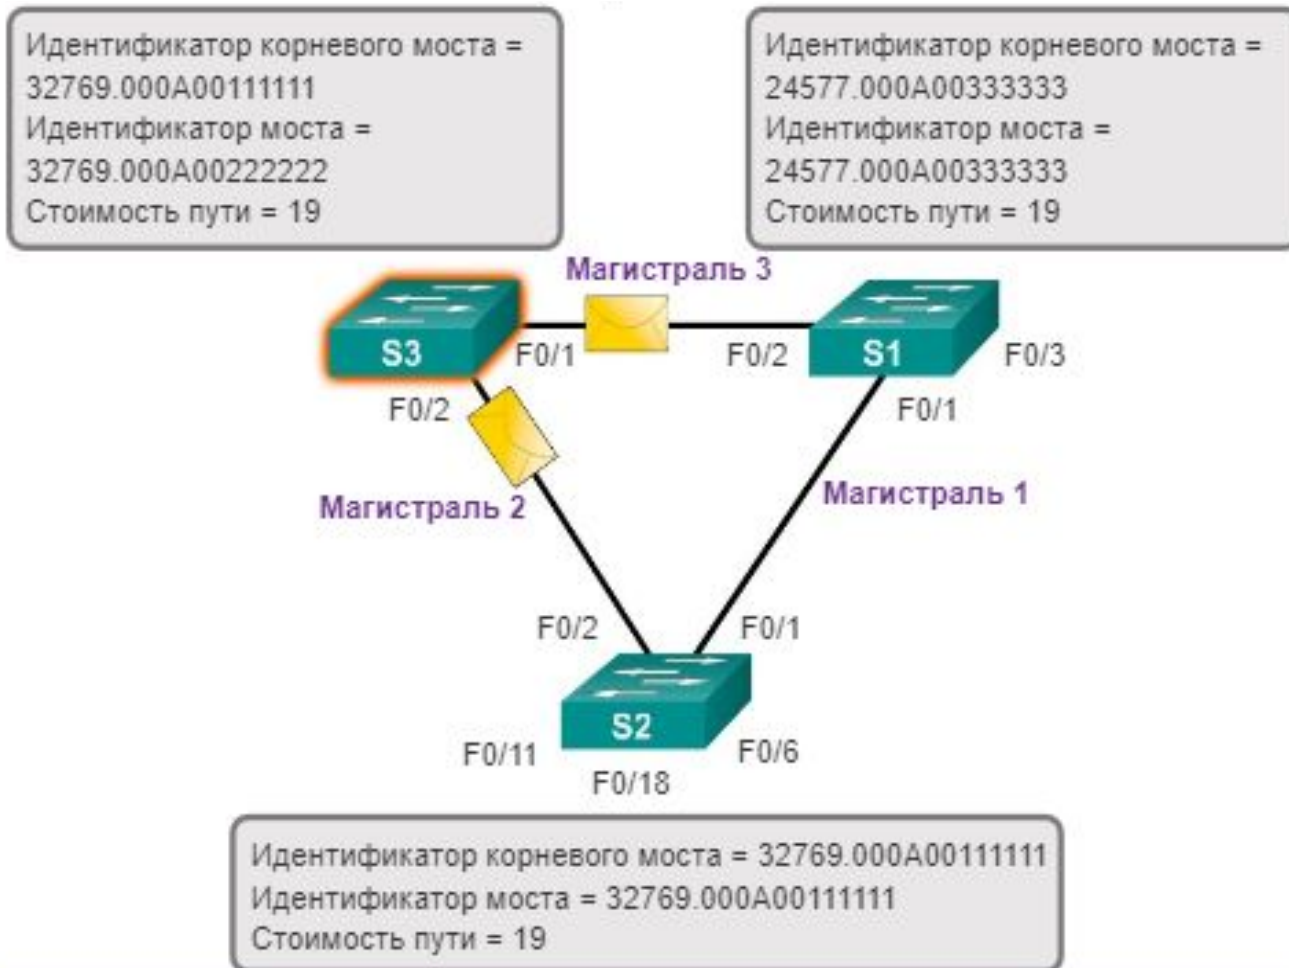 Идентификатор корневого моста =
32769.000A00111111
Идентификатор моста =
32769.000A00222222
Стоимость пути = 19
Идентификатор корневого моста =
24577.000A00333333
Идентификатор моста =
24577.000A00333333
Стоимость пути = 19
Магистраль 3
S3
F0/1
F0/2
S1
F0/3
F0/2
F0/1
Магистраль 2
Магистраль 1
F0/2
F0/1
S2
F0/11
F0/6
F0/18
Идентификатор корневого моста = 32769.000A00111111
Идентификатор моста = 32769.000A00111111
Стоимость пути = 19